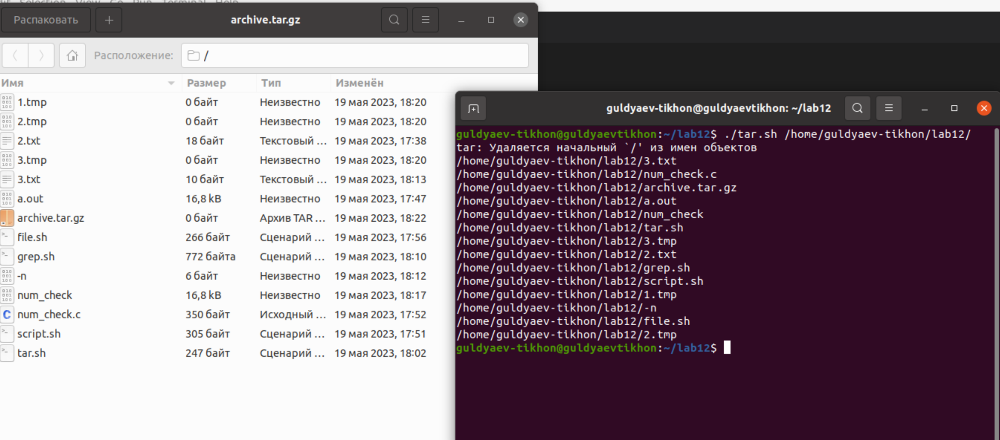 Edit Selection View Go Run Terminal Help
Распаковать
archive.tar.gz
Расположение: /
Имя Размер Тип Изменён
1.tmp 0 байт Неизвестно 19 мая 2023, 18:20
2.tmp 0 байт Неизвестно 19 мая 2023, 18:20
2.txt 18 байт Текстовый ... 19 мая 2023, 17:38
3.tmp 0 байт Неизвестно 19 мая 2023, 18:20
3.txt 10 байт Текстовый ... 19 мая 2023, 18:13
a.out 16,8 kB Неизвестно 19 мая 2023, 17:47
archive.tar.gz 0 байт Архив TAR ... 19 мая 2023, 18:22
file.sh 266 байт Сценарий ... 19 мая 2023, 17:56
grep.sh 772 байта Сценарий ... 19 мая 2023, 18:10
-n 6 байт Неизвестно 19 мая 2023, 18:12
num_check 16,8 kB Неизвестно 19 мая 2023, 18:17
num_check.c 350 байт Исходный ... 19 мая 2023, 17:52
script.sh 305 байт Сценарий ... 19 мая 2023, 17:51
tar.sh 247 байт Сценарий ... 19 мая 2023, 18:02
guldyaev-tikhon@guldyaevtikhon: ~/lab12
guldyaev-tikhon@guldyaevtikhon:~/lab12$ ./tar.sh /home/guldyaev-tikhon/lab12/
tar: Удаляется начальный `/' из имен объектов
/home/guldyaev-tikhon/lab12/3.txt
/home/guldyaev-tikhon/lab12/num_check.c
/home/guldyaev-tikhon/lab12/archive.tar.gz
/home/guldyaev-tikhon/lab12/a.out
/home/guldyaev-tikhon/lab12/num_check
/home/guldyaev-tikhon/lab12/tar.sh
/home/guldyaev-tikhon/lab12/3.tmp
/home/guldyaev-tikhon/lab12/2.txt
/home/guldyaev-tikhon/lab12/grep.sh
/home/guldyaev-tikhon/lab12/script.sh
/home/guldyaev-tikhon/lab12/1.tmp
/home/guldyaev-tikhon/lab12/-n
/home/guldyaev-tikhon/lab12/file.sh
/home/guldyaev-tikhon/lab12/2.tmp
guldyaev-tikhon@guldyaevtikhon:~/lab12$